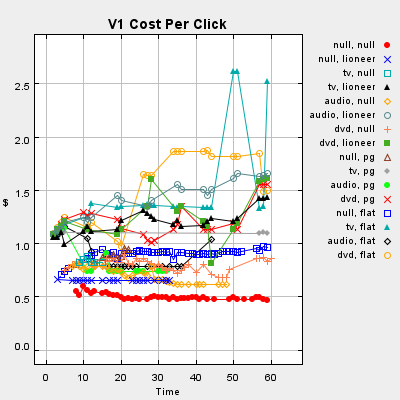 V1 Cost Per Click
$
2.5
2.0
1.5
1.0
0.5
0.0
0 10 20 30 40 50 60
Time
null, null
null, lioneer
tv, null
tv, lioneer
audio, null
audio, lioneer
dvd, null
dvd, lioneer
null, pg
tv, pg
audio, pg
dvd, pg
null, flat
tv, flat
audio, flat
dvd, flat